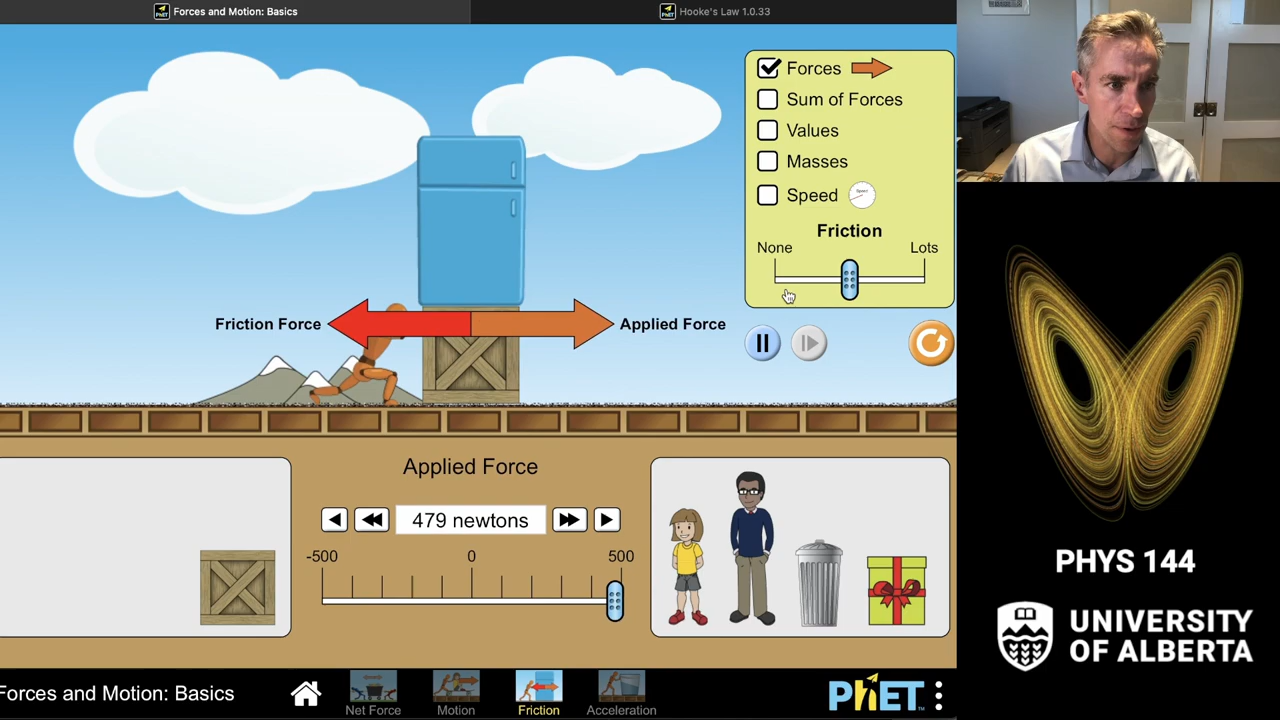 Forces and Motion: Basics
Hooke's Law 1.0.33
Forces
Sum of Forces
Values
Masses
Speed
Friction
None
Lots
Friction Force
Applied Force
Applied Force
479 newtons
-500
0
500
Forces and Motion: Basics
Net Force
Motion
Friction
Acceleration
PhET
PHYS 144
UNIVERSITY
OF ALBERTA